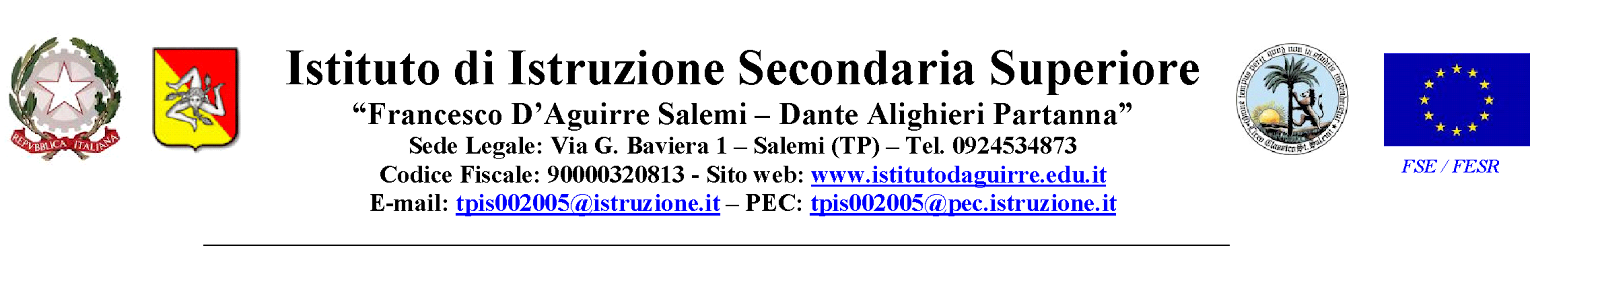 Istituto di Istruzione Secondaria Superiore
“Francesco D’Aguirre Salemi – Dante Alighieri Partanna”
Sede Legale: Via G. Baviera 1 – Salemi (TP) – Tel. 0924534873
Codice Fiscale: 90000320813 - Sito web: www.istitutodaguirre.edu.it
E-mail: tpis002005@istruzione.it – PEC: tpis002005@pec.istruzione.it
REPVBBLICA ITALIANA
FSE / FESR